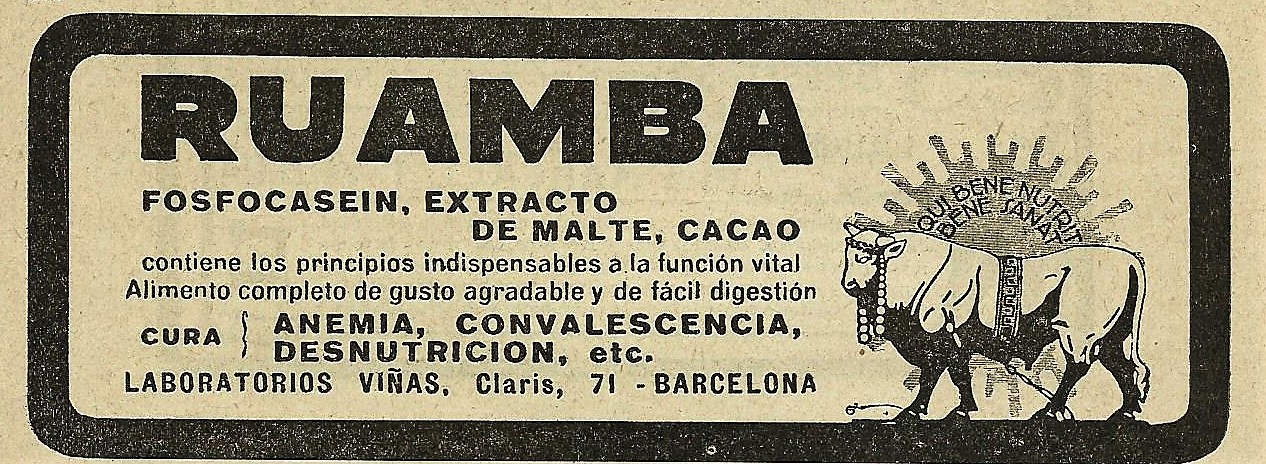 RUAMBA
FOSFOCASEIN, EXTRACTO
DE MALTE, CACAO
contiene los principios indispensables a la función vital
Alimento completo de gusto agradable y de fácil digestión
CURA { ANEMIA, CONVALESCENCIA,
DESNUTRICION, etc.
LABORATORIOS VIÑAS, Claris, 71 - BARCELONA
QUI BENE NUTRIT
BENE SANAT